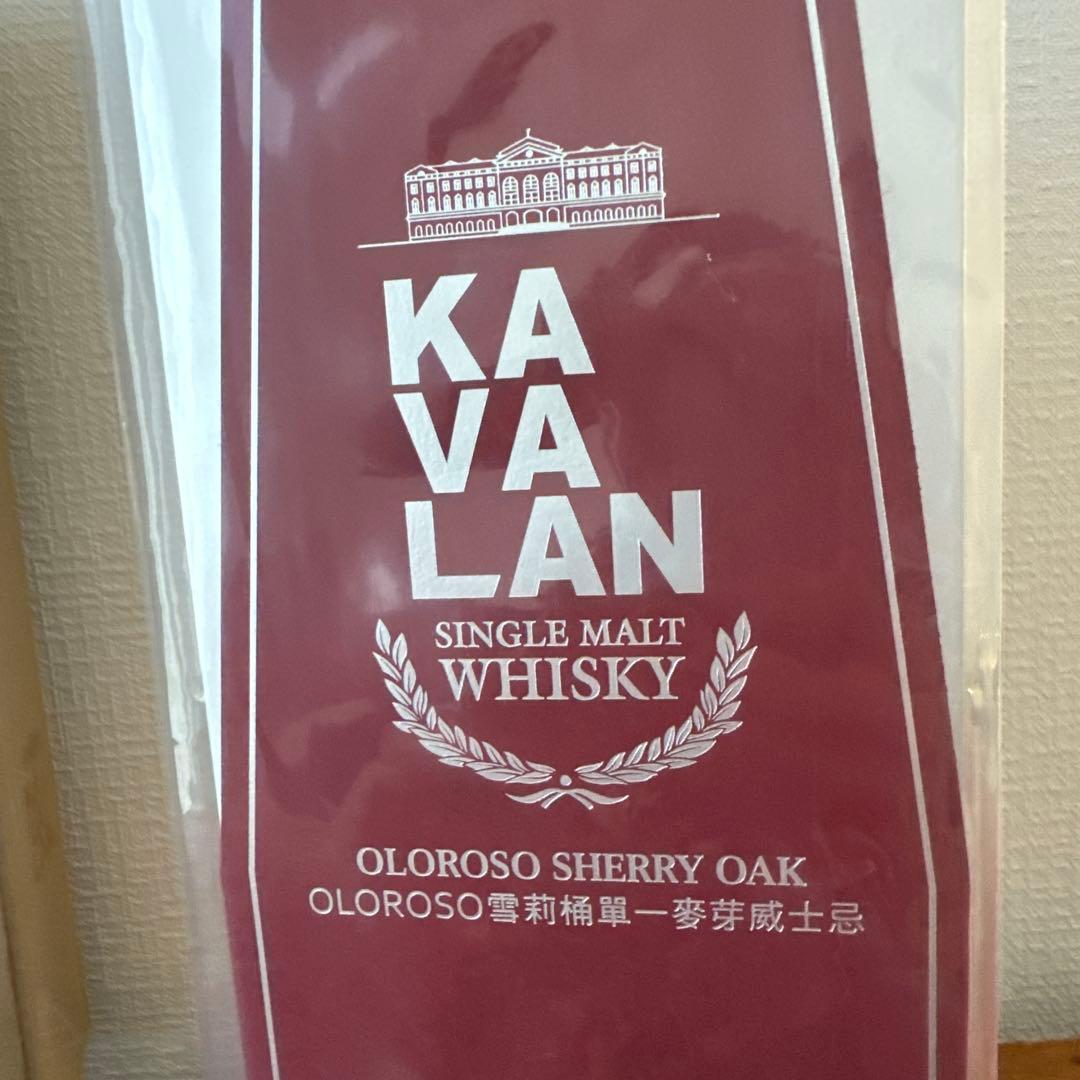 KA
VA
LAN
SINGLE MALT
WHISKY
OLOROSO SHERRY OAK
OLOROSO雪莉桶單一麥芽威士忌